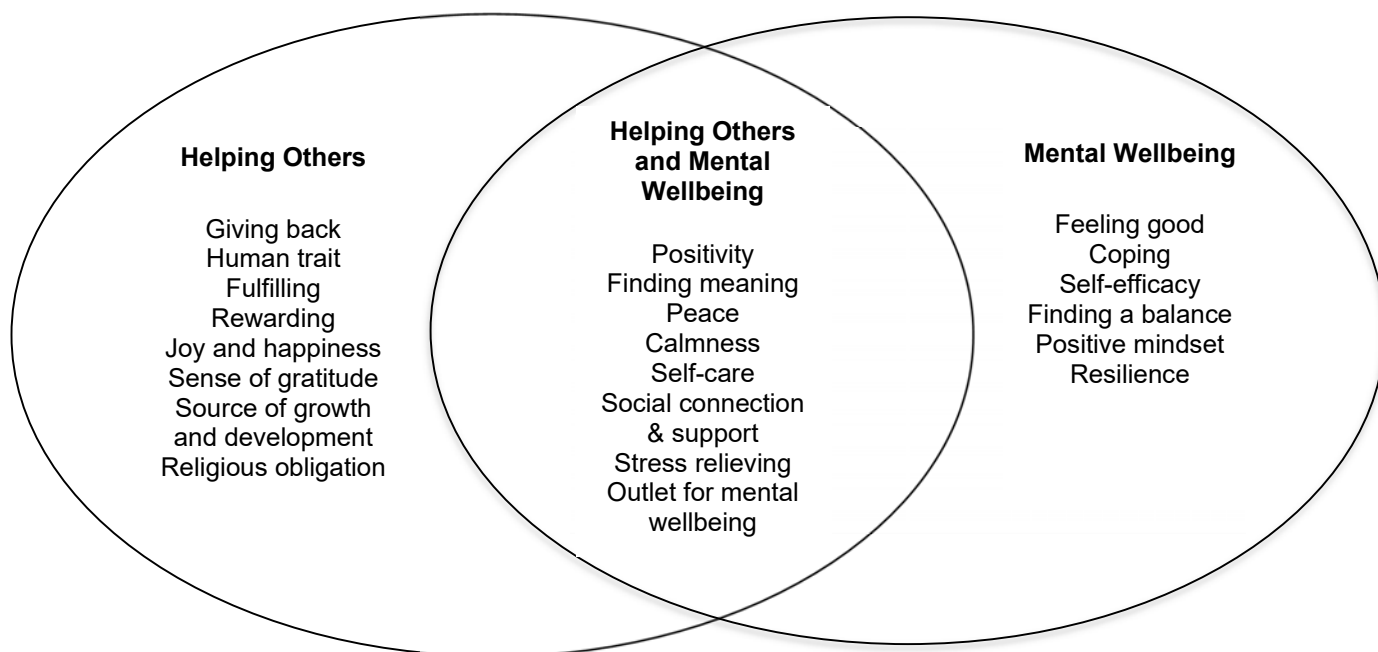 Helping Others
Giving back
Human trait
Fulfilling
Rewarding
Joy and happiness
Sense of gratitude
Source of growth
and development
Religious obligation
Helping Others
and Mental
Wellbeing
Positivity
Finding meaning
Peace
Calmness
Self-care
Social connection
& support
Stress relieving
Outlet for mental
wellbeing
Mental Wellbeing
Feeling good
Coping
Self-efficacy
Finding a balance
Positive mindset
Resilience